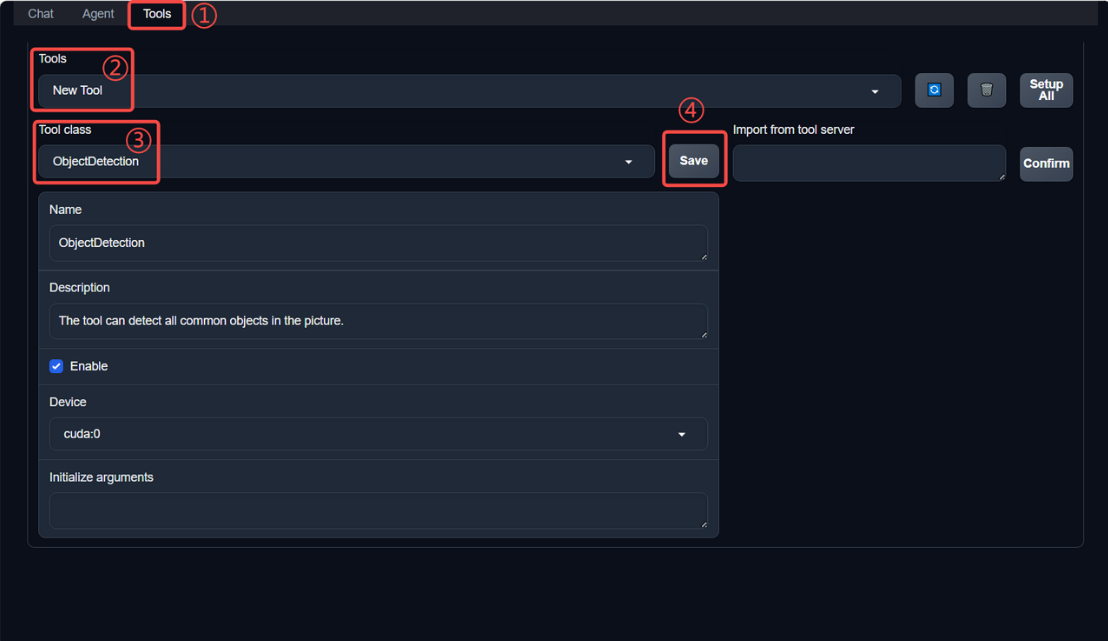 Chat Agent Tools ①
Tools ②
New Tool
Setup All
Tool class ③
ObjectDetection
④
Save
Import from tool server
Confirm
Name
ObjectDetection
Description
The tool can detect all common objects in the picture.
Enable
Device
cuda:0
Initialize arguments